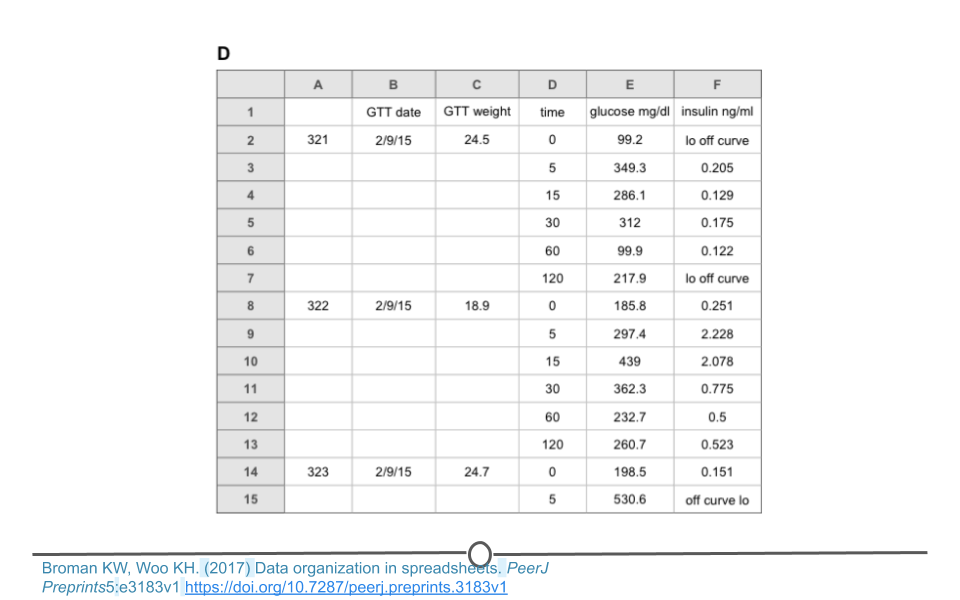 D
A B C D E F
1 GTT date GTT weight time glucose mg/dl insulin ng/ml
2 321 2/9/15 24.5 0 99.2 lo off curve
3 5 349.3 0.205
4 15 286.1 0.129
5 30 312 0.175
6 60 99.9 0.122
7 120 217.9 lo off curve
8 322 2/9/15 18.9 0 185.8 0.251
9 5 297.4 2.228
10 15 439 2.078
11 30 362.3 0.775
12 60 232.7 0.5
13 120 260.7 0.523
14 323 2/9/15 24.7 0 198.5 0.151
15 5 530.6 off curve lo
Broman KW, Woo KH. (2017) Data organization in spreadsheets. PeerJ
Preprints5:e3183v1 https://doi.org/10.7287/peerj.preprints.3183v1